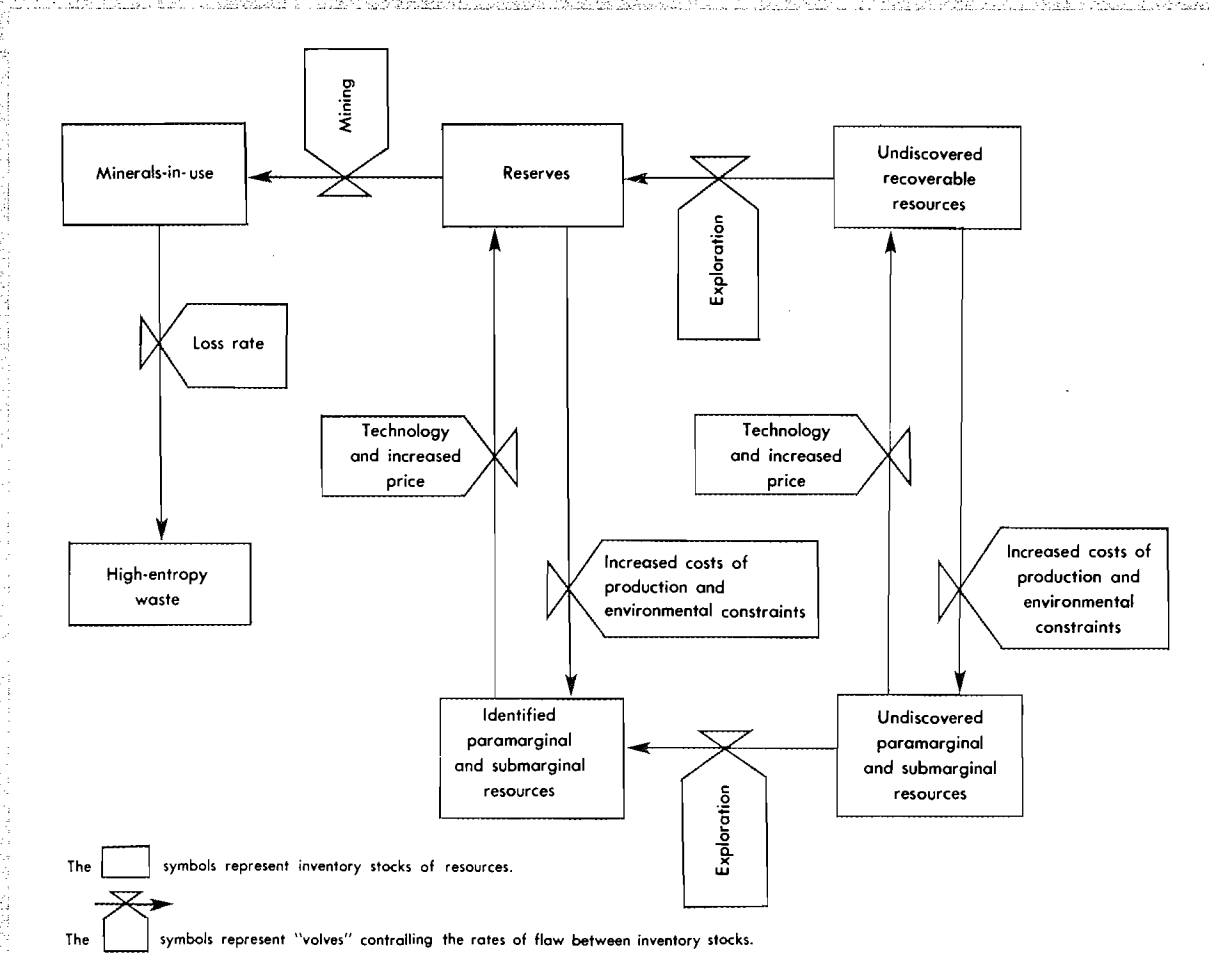 Mining
Minerals-in-use
Reserves
Undiscovered
recoverable
resources
Exploration
Loss rate
Technology
and increased
price
Technology
and increased
price
High-entropy
waste
Increased costs of
production and
environmental constraints
Increased costs of
production and
environmental
constraints
Identified
paramarginal
and submarginal
resources
Undiscovered
paramarginal
and submarginal
resources
Exploration
The symbols represent inventory stocks of resources.
The symbols represent "volves" contralling the rates of flaw between inventory stocks.